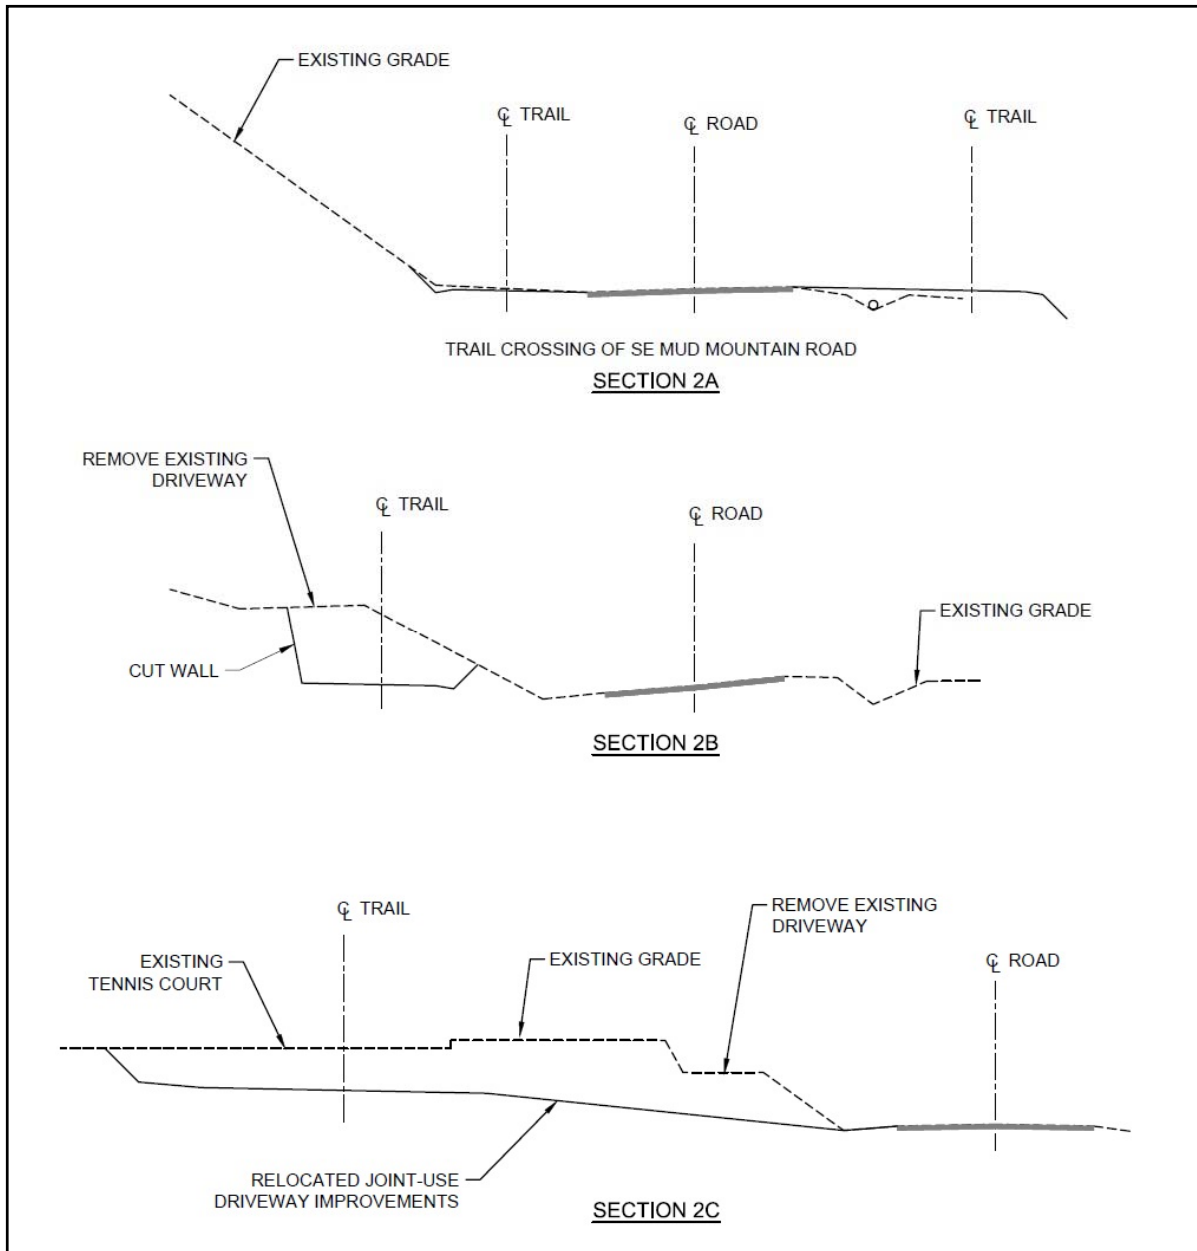 EXISTING GRADE
℄ TRAIL
℄ ROAD
℄ TRAIL
TRAIL CROSSING OF SE MUD MOUNTAIN ROAD
SECTION 2A
REMOVE EXISTING
DRIVEWAY
℄ TRAIL
℄ ROAD
EXISTING GRADE
CUT WALL
SECTION 2B
℄ TRAIL
REMOVE EXISTING
DRIVEWAY
EXISTING
TENNIS COURT
EXISTING GRADE
℄ ROAD
RELOCATED JOINT-USE
DRIVEWAY IMPROVEMENTS
SECTION 2C